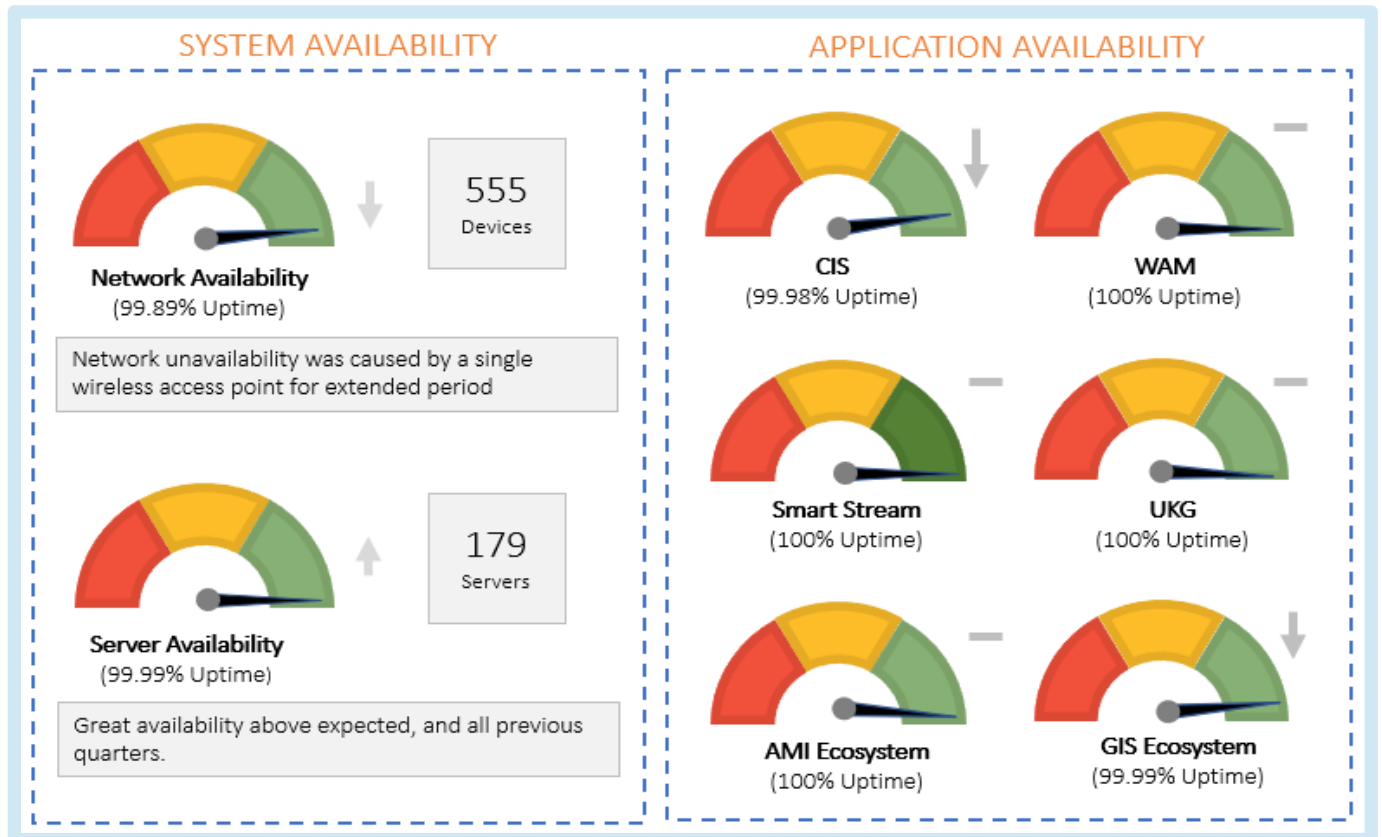 SYSTEM AVAILABILITY
Network Availability
(99.89% Uptime)
555
Devices
Network unavailability was caused by a single
wireless access point for extended period
Server Availability
(99.99% Uptime)
179
Servers
Great availability above expected, and all previous
quarters.
APPLICATION AVAILABILITY
CIS
(99.98% Uptime)
WAM
(100% Uptime)
Smart Stream
(100% Uptime)
UKG
(100% Uptime)
AMI Ecosystem
(100% Uptime)
GIS Ecosystem
(99.99% Uptime)